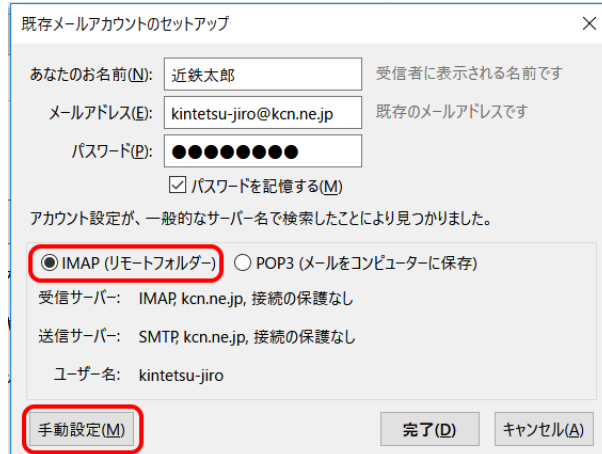 既存メールアカウントのセットアップ
あなたのお名前(N): 近鉄太郎 受信者に表示される名前です
メールアドレス(E): kintetsu-jiro@kcn.ne.jp 既存のメールアドレスです
パスワード(P): ●●●●●●●●
パスワードを記憶する(M)
アカウント設定が、一般的なサーバー名で検索したことにより見つかりました。
IMAP (リモートフォルダー) POP3 (メールをコンピューターに保存)
受信サーバー: IMAP, kcn.ne.jp, 接続の保護なし
送信サーバー: SMTP, kcn.ne.jp, 接続の保護なし
ユーザー名: kintetsu-jiro
手動設定(M) 完了(D) キャンセル(A)